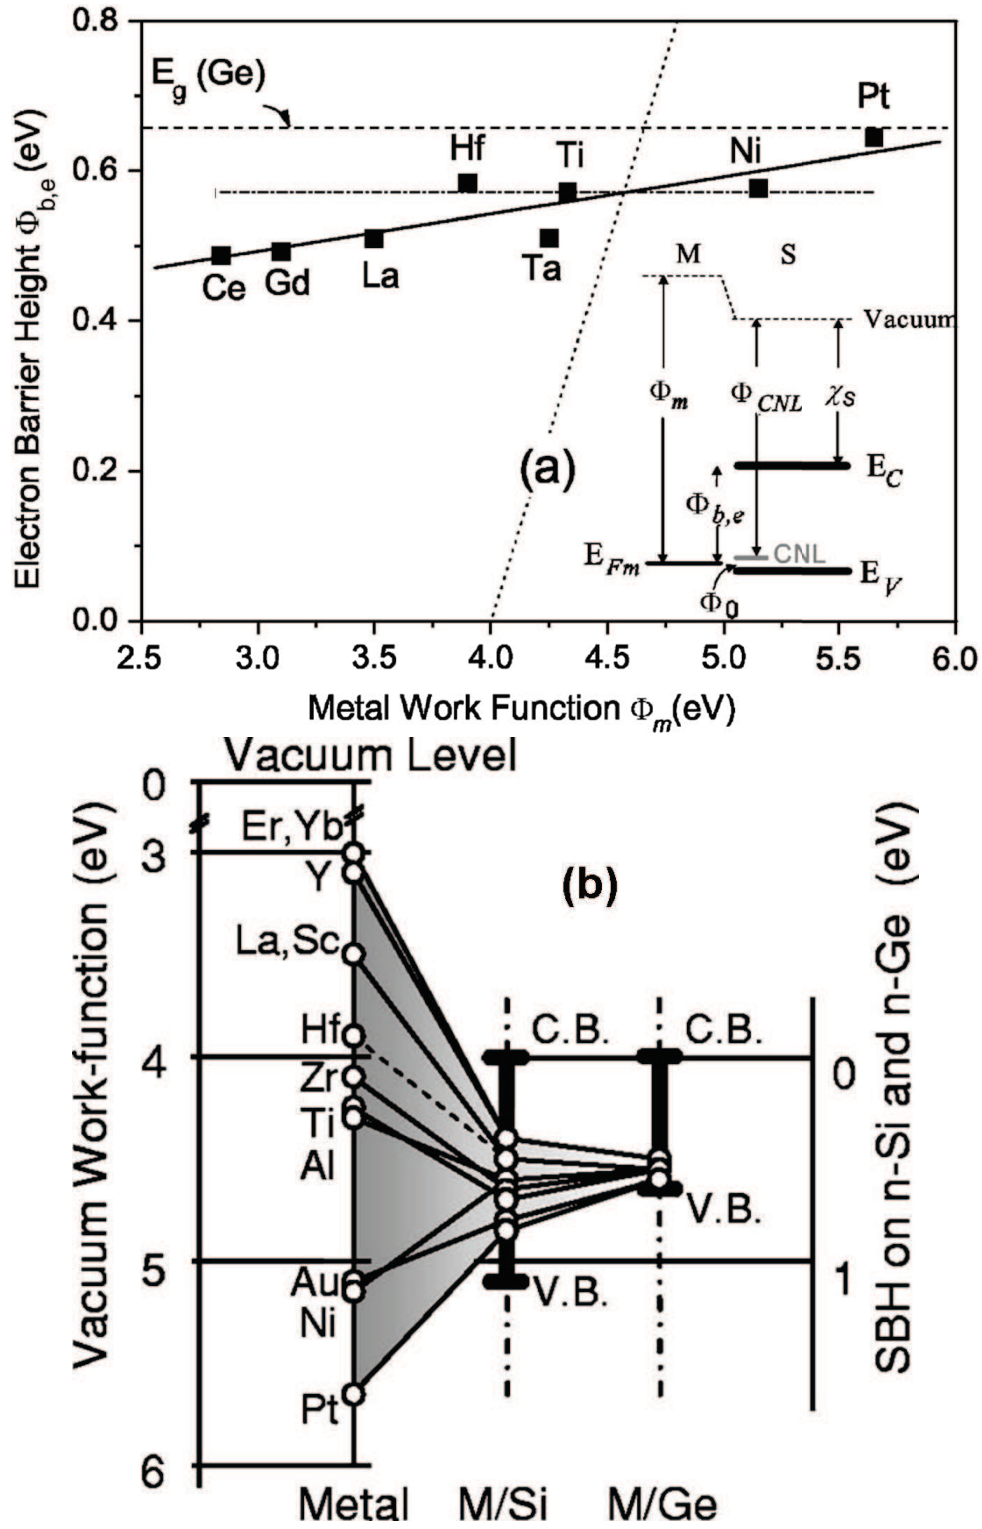 0.8
E_g (Ge)
Pt
Hf
Ti
Ni
0.6
Ce
Gd
La
Ta
M
S
0.4
Vacuum
Φ_m
Φ_CNL
χ_S
(a)
0.2
E_C
Φ_b,e
E_Fm
CNL
E_V
Φ_0
0.0
2.5 3.0 3.5 4.0 4.5 5.0 5.5 6.0
Electron Barrier Height Φ_b,e (eV)
Metal Work Function Φ_m(eV)
Vacuum Level
0
Er,Yb
3
Y
(b)
La,Sc
Hf
C.B.
C.B.
4
Zr
0
Ti
Al
V.B.
5
Au
1
V.B.
Ni
Pt
6
Metal M/Si M/Ge
Vacuum Work-function (eV)
SBH on n-Si and n-Ge (eV)